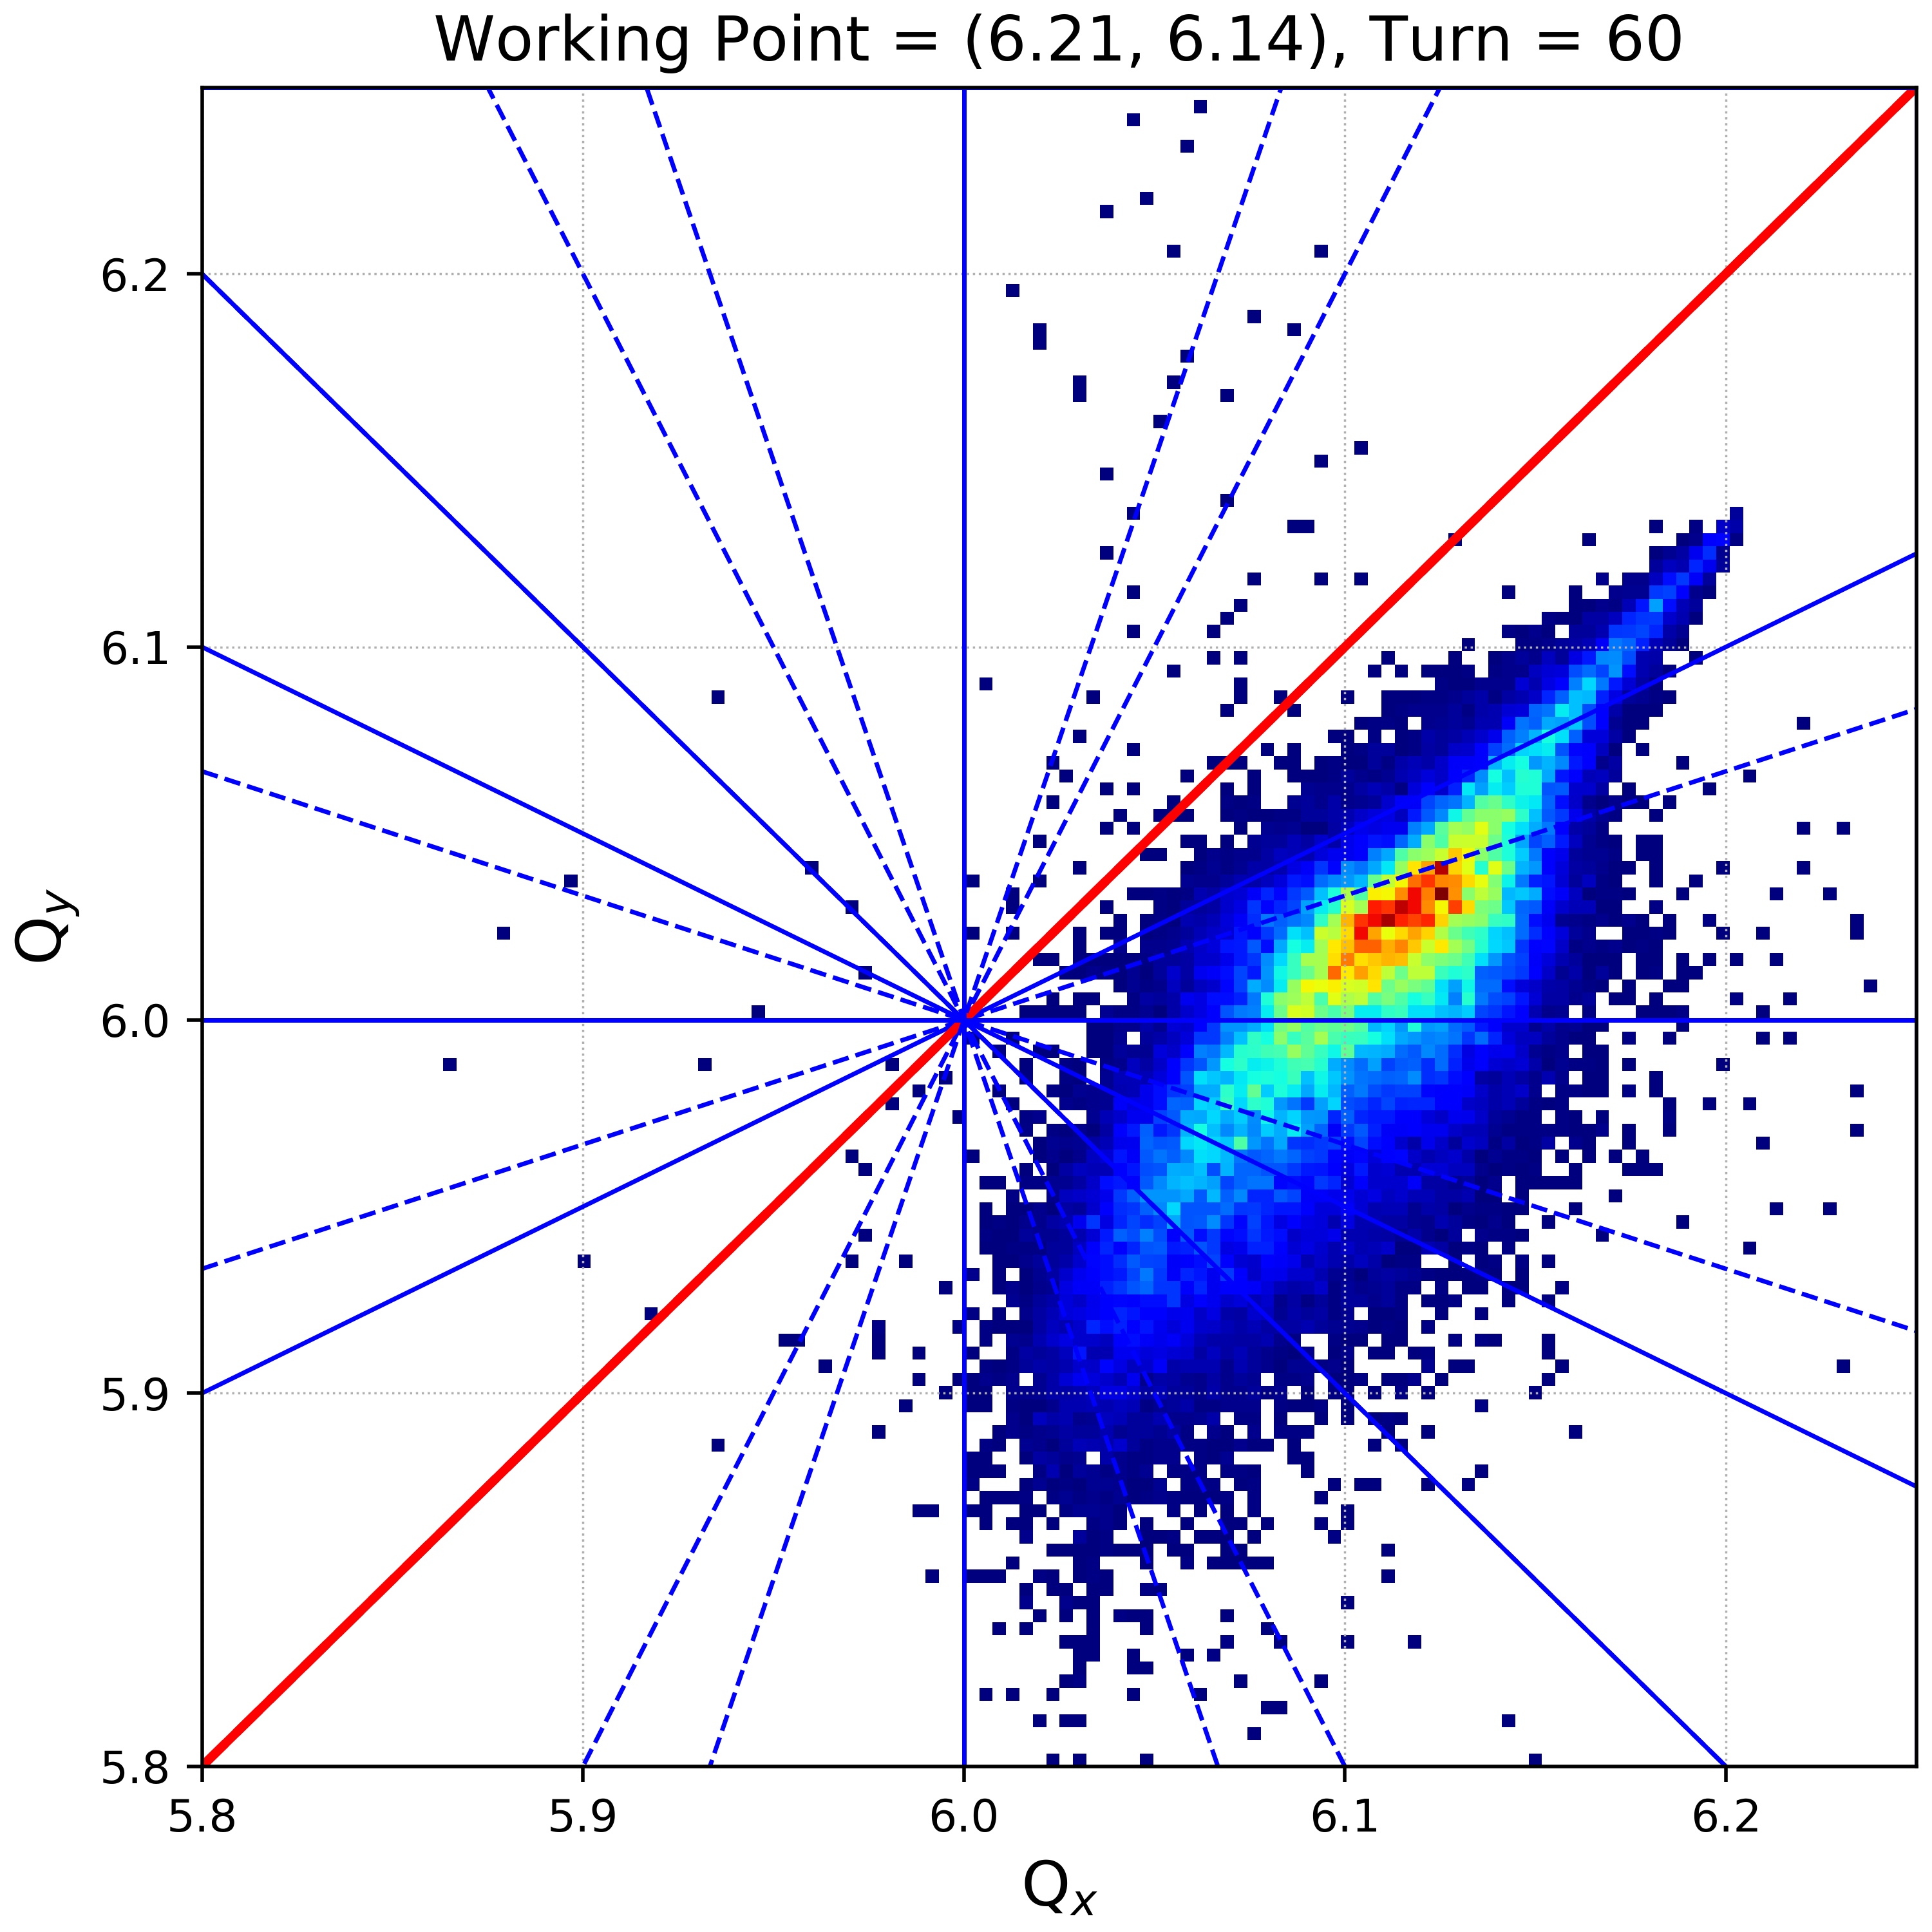 Working Point = (6.21, 6.14), Turn = 60
6.2
6.1
6.0
5.9
5.8
Qy
5.8 5.9 6.0 6.1 6.2
Qx